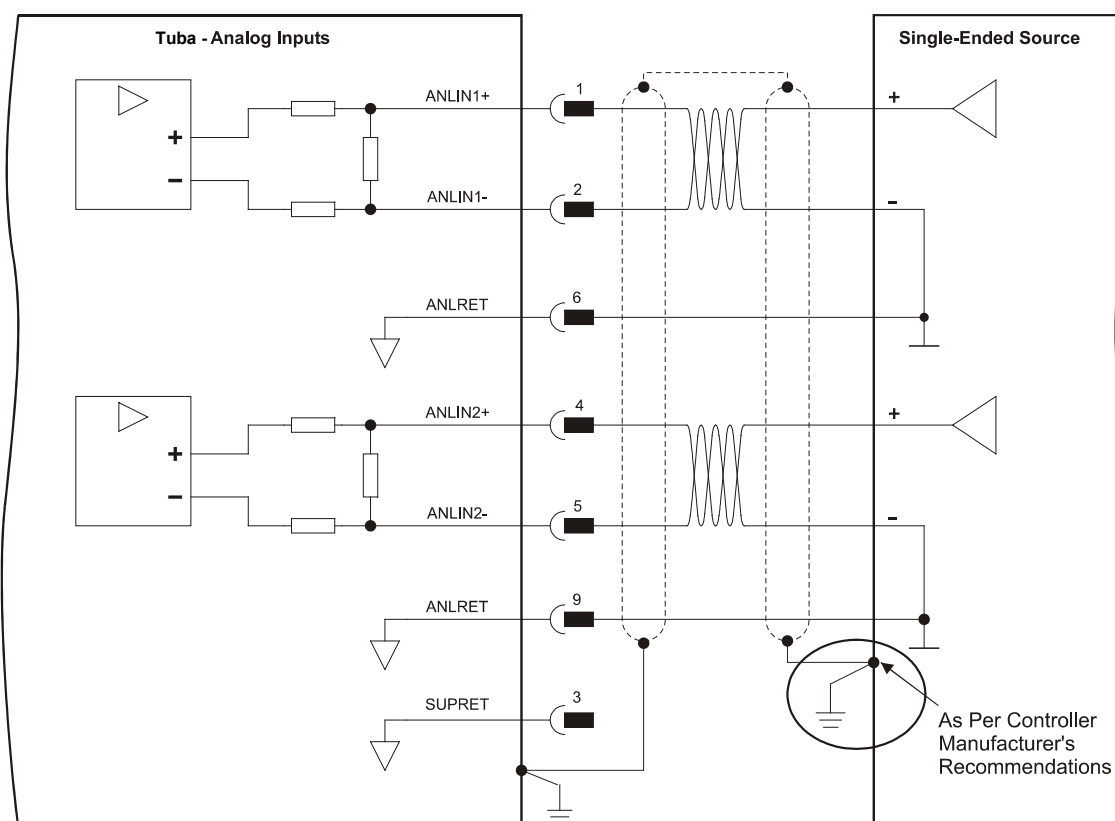 Tuba - Analog Inputs
Single-Ended Source
ANLIN1+
1
+
+
-
ANLIN1-
2
-
ANLRET
6
ANLIN2+
4
+
+
-
ANLIN2-
5
-
ANLRET
9
SUPRET
3
As Per Controller
Manufacturer's
Recommendations